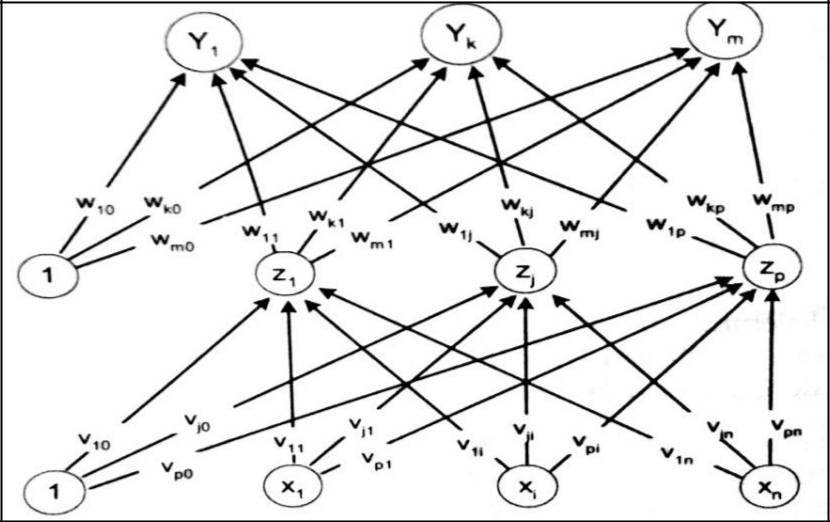 Y₁ Yₖ Yₘ
w₁₀ wₖ₀ wₘ₀ w₁₁ wₖ₁ wₘ₁ w₁ⱼ wₖⱼ wₘⱼ w₁ₚ wₖₚ wₘₚ
1 z₁ zⱼ zₚ
v₁₀ vⱼ₀ vₚ₀ v₁₁ vⱼ₁ vₚ₁ v₁ᵢ vⱼᵢ vₚᵢ v₁ₙ vⱼₙ vₚₙ
1 x₁ xᵢ xₙ